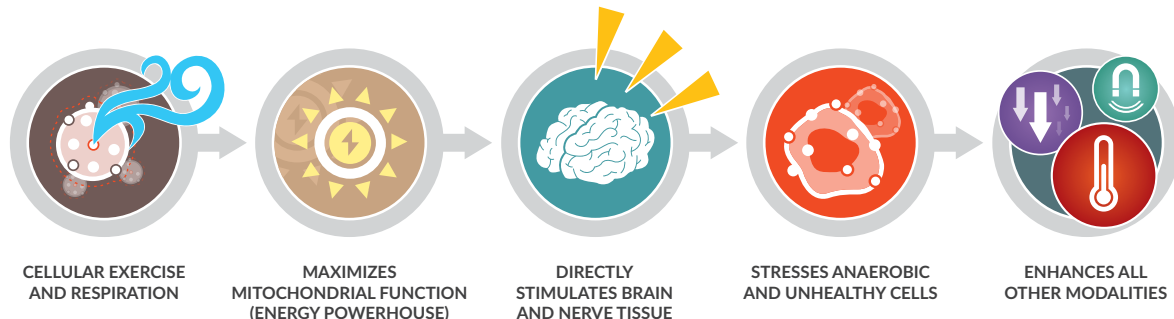 CELLULAR EXERCISE
AND RESPIRATION
MAXIMIZES
MITOCHONDRIAL FUNCTION
(ENERGY POWERHOUSE)
DIRECTLY
STIMULATES BRAIN
AND NERVE TISSUE
STRESSES ANAEROBIC
AND UNHEALTHY CELLS
ENHANCES ALL
OTHER MODALITIES